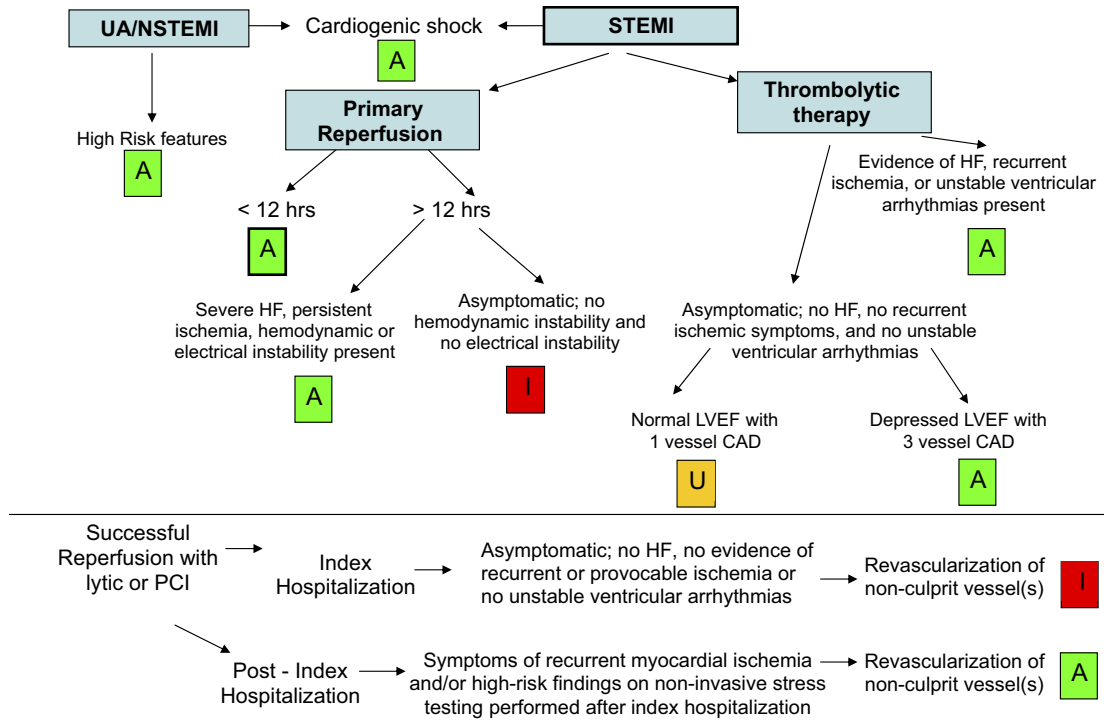 UA/NSTEMI
Cardiogenic shock
A
STEMI
High Risk features
A
Primary
Reperfusion
Thrombolytic
therapy
Evidence of HF, recurrent
ischemia, or unstable ventricular
arrhythmias present
A
< 12 hrs
A
> 12 hrs
Severe HF, persistent
ischemia, hemodynamic or
electrical instability present
A
Asymptomatic; no
hemodynamic instability and
no electrical instability
I
Asymptomatic; no HF, no recurrent
ischemic symptoms, and no unstable
ventricular arrhythmias
Normal LVEF with
1 vessel CAD
U
Depressed LVEF with
3 vessel CAD
A
Successful
Reperfusion with
lytic or PCI
Index
Hospitalization
Asymptomatic; no HF, no evidence of
recurrent or provocable ischemia or
no unstable ventricular arrhythmias
Revascularization of
non-culprit vessel(s)
I
Post - Index
Hospitalization
Symptoms of recurrent myocardial ischemia
and/or high-risk findings on non-invasive stress
testing performed after index hospitalization
Revascularization of
non-culprit vessel(s)
A